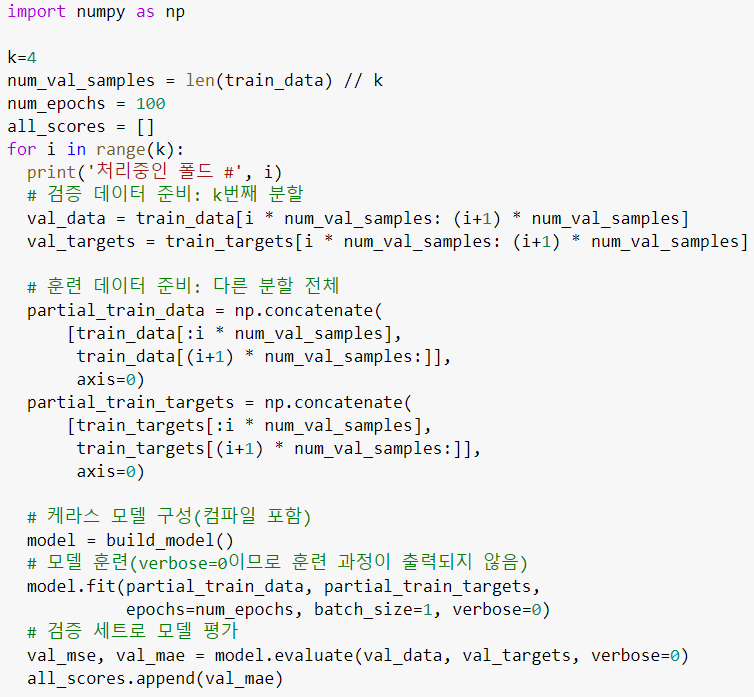 import numpy as np

k=4
num_val_samples = len(train_data) // k
num_epochs = 100
all_scores = []
for i in range(k):
  print('처리중인 폴드 #', i)
  # 검증 데이터 준비: k번째 분할
  val_data = train_data[i * num_val_samples: (i+1) * num_val_samples]
  val_targets = train_targets[i * num_val_samples: (i+1) * num_val_samples]

  # 훈련 데이터 준비: 다른 분할 전체
  partial_train_data = np.concatenate(
      [train_data[:i * num_val_samples],
       train_data[(i+1) * num_val_samples:]],
       axis=0)
  partial_train_targets = np.concatenate(
      [train_targets[:i * num_val_samples],
       train_targets[(i+1) * num_val_samples:]],
       axis=0)

  # 케라스 모델 구성(컴파일 포함)
  model = build_model()
  # 모델 훈련(verbose=0이므로 훈련 과정이 출력되지 않음)
  model.fit(partial_train_data, partial_train_targets,
            epochs=num_epochs, batch_size=1, verbose=0)
  # 검증 세트로 모델 평가
  val_mse, val_mae = model.evaluate(val_data, val_targets, verbose=0)
  all_scores.append(val_mae)